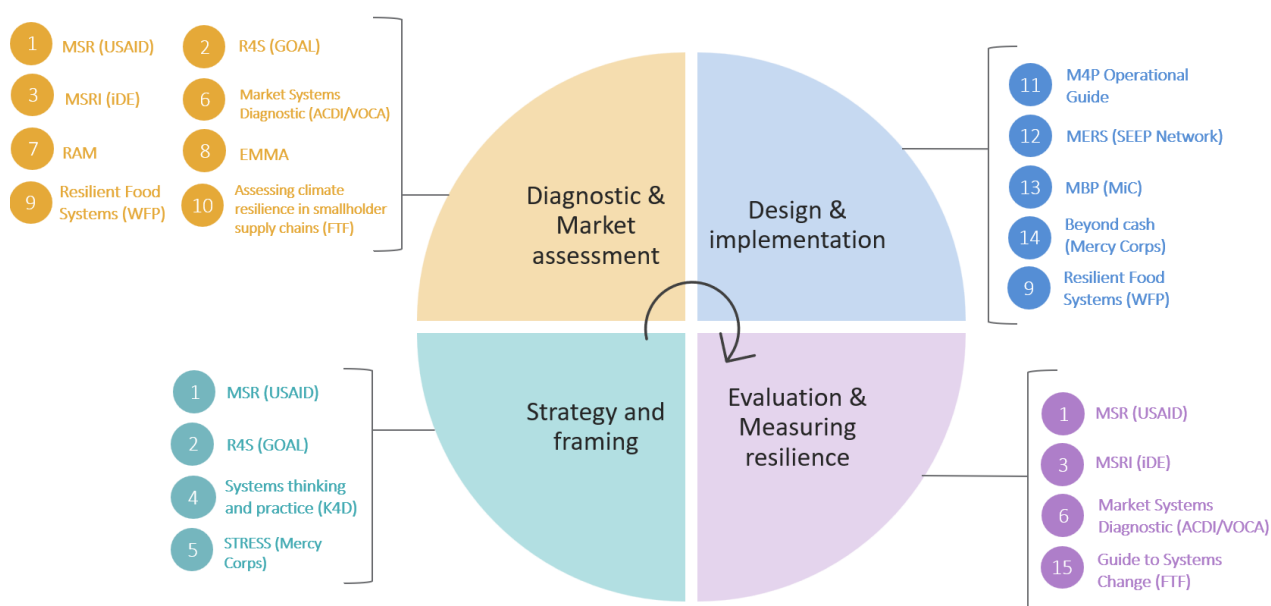 1 MSR (USAID)
2 R4S (GOAL)
3 MSRI (iDE)
6 Market Systems
Diagnostic (ACDI/VOCA)
7 RAM
8 EMMA
9 Resilient Food
Systems (WFP)
10 Assessing climate
resilience in smallholder
supply chains (FTF)
Diagnostic &
Market
assessment
Design &
implementation
11 M4P Operational
Guide
12 MERS (SEEP Network)
13 MBP (MiC)
14 Beyond cash
(Mercy Corps)
9 Resilient Food
Systems (WFP)
1 MSR (USAID)
2 R4S (GOAL)
4 Systems thinking
and practice (K4D)
5 STRESS (Mercy
Corps)
Strategy and
framing
Evaluation &
Measuring
resilience
1 MSR (USAID)
3 MSRI (iDE)
6 Market Systems
Diagnostic (ACDI/VOCA)
15 Guide to Systems
Change (FTF)